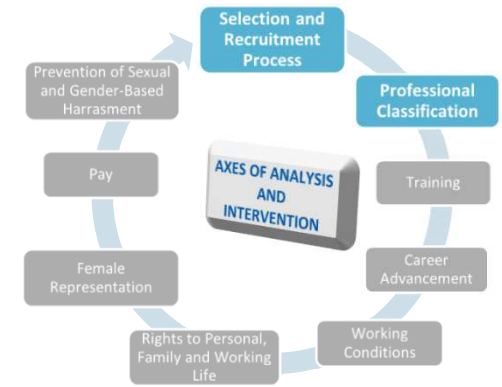 Selection and
Recruitment
Process
Professional
Classification
Training
Career
Advancement
Working
Conditions
Rights to Personal,
Family and Working
Life
Female
Representation
Pay
Prevention of Sexual
and Gender-Based
Harrasment
AXES OF ANALYSIS
AND
INTERVENTION